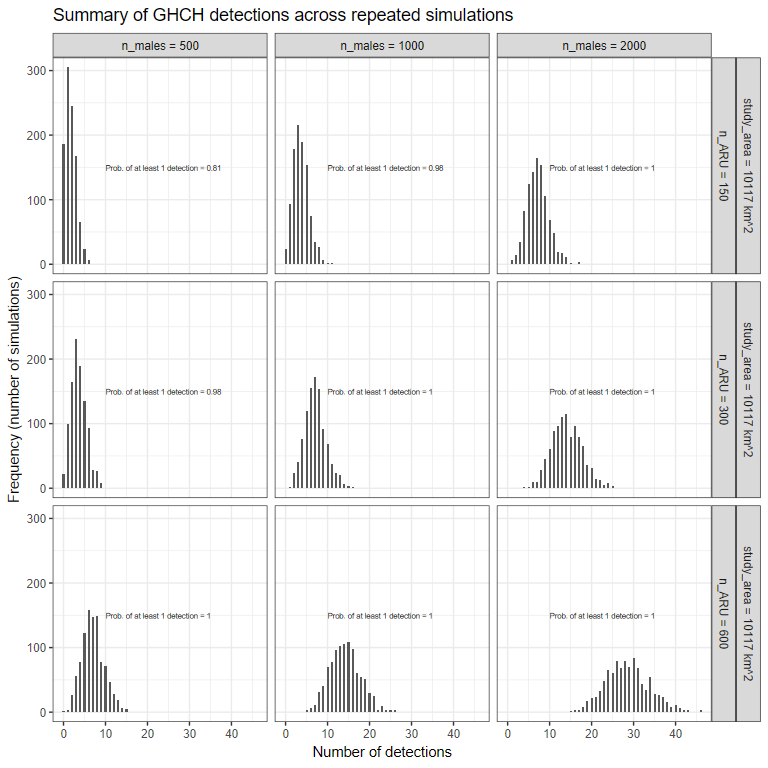 Summary of GHCH detections across repeated simulations
n_males = 500
n_males = 1000
n_males = 2000
300
200
100
0
Prob. of at least 1 detection = 0.81
Prob. of at least 1 detection = 0.98
Prob. of at least 1 detection = 1
n_ARU = 150
study_area = 10117 km^2
300
200
100
0
Prob. of at least 1 detection = 0.98
Prob. of at least 1 detection = 1
Prob. of at least 1 detection = 1
n_ARU = 300
study_area = 10117 km^2
300
200
100
0
Prob. of at least 1 detection = 1
Prob. of at least 1 detection = 1
Prob. of at least 1 detection = 1
n_ARU = 600
study_area = 10117 km^2
Frequency (number of simulations)
0 10 20 30 40
0 10 20 30 40
0 10 20 30 40
Number of detections